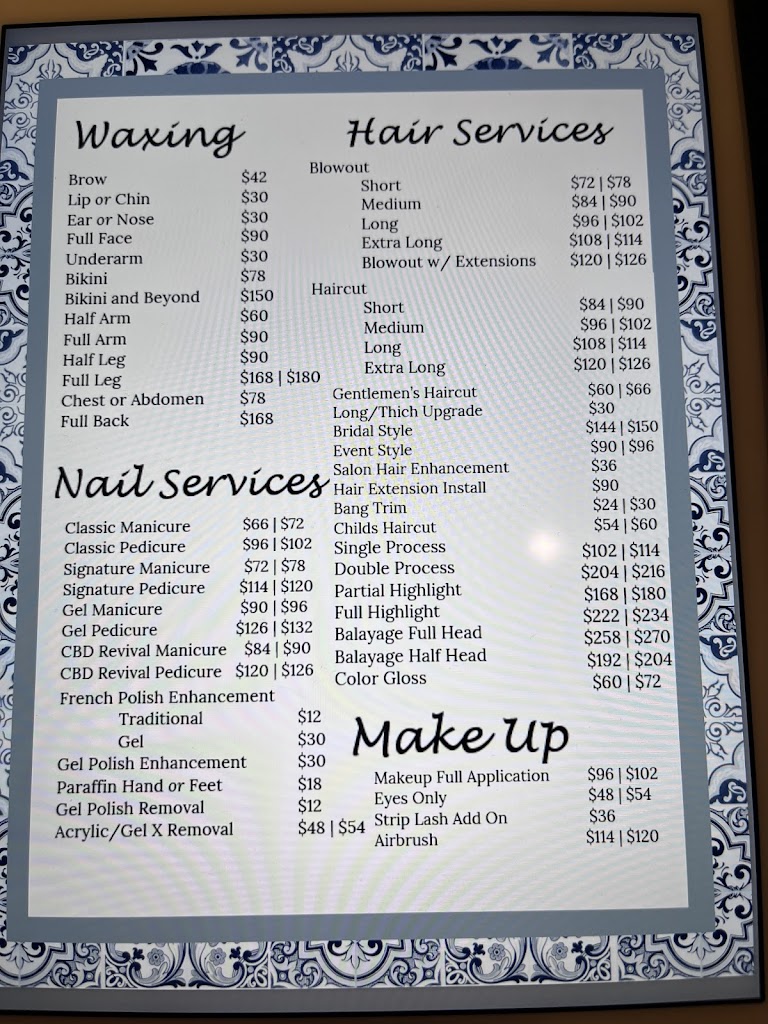 Waxing
Brow $42
Lip or Chin $30
Ear or Nose $30
Full Face $90
Underarm $30
Bikini $78
Bikini and Beyond $150
Half Arm $60
Full Arm $90
Half Leg $90
Full Leg $168 | $180
Chest or Abdomen $78
Full Back $168
Nail Services
Classic Manicure $66 | $72
Classic Pedicure $96 | $102
Signature Manicure $72 | $78
Signature Pedicure $114 | $120
Gel Manicure $90 | $96
Gel Pedicure $126 | $132
CBD Revival Manicure $84 | $90
CBD Revival Pedicure $120 | $126
French Polish Enhancement
Traditional $12
Gel $30
Gel Polish Enhancement $30
Paraffin Hand or Feet $18
Gel Polish Removal $12
Acrylic/Gel X Removal $48 | $54
Hair Services
Blowout
Short $72 | $78
Medium $84 | $90
Long $96 | $102
Extra Long $108 | $114
Blowout w/ Extensions $120 | $126
Haircut
Short $84 | $90
Medium $96 | $102
Long $108 | $114
Extra Long $120 | $126
Gentlemen's Haircut $60 | $66
Long/Thich Upgrade $30
Bridal Style $144 | $150
Event Style $90 | $96
Salon Hair Enhancement $36
Hair Extension Install $90
Bang Trim $24 | $30
Childs Haircut $54 | $60
Single Process $102 | $114
Double Process $204 | $216
Partial Highlight $168 | $180
Full Highlight $222 | $234
Balayage Full Head $258 | $270
Balayage Half Head $192 | $204
Color Gloss $60 | $72
Make Up
Makeup Full Application $96 | $102
Eyes Only $48 | $54
Strip Lash Add On $36
Airbrush $114 | $120